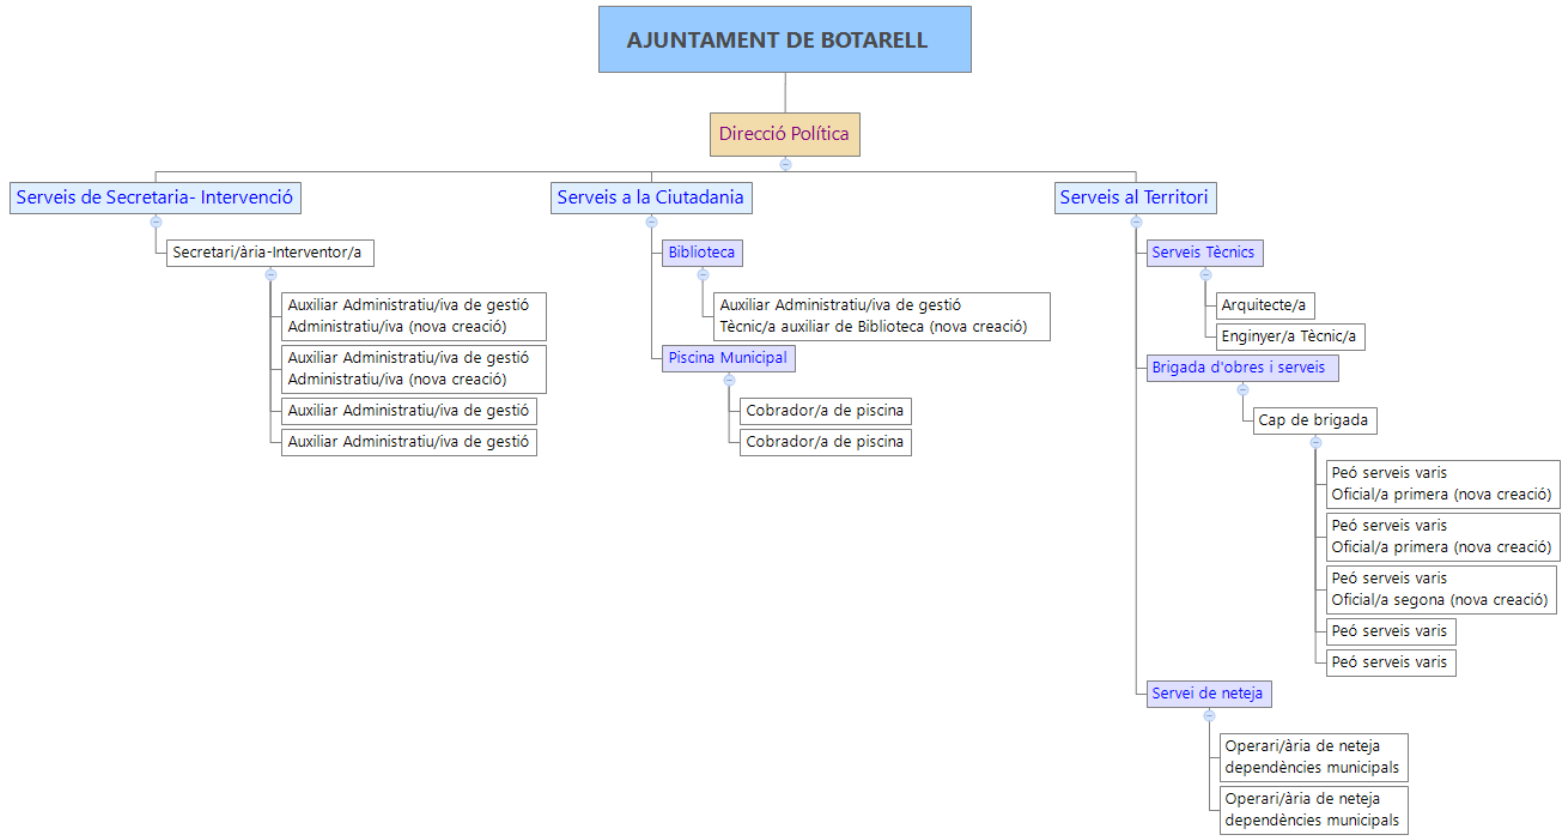 AJUNTAMENT DE BOTARELL
Direcció Política
Serveis de Secretaria- Intervenció
Secretari/ària-Interventor/a
Auxiliar Administratiu/iva de gestió
Administratiu/iva (nova creació)
Auxiliar Administratiu/iva de gestió
Administratiu/iva (nova creació)
Auxiliar Administratiu/iva de gestió
Auxiliar Administratiu/iva de gestió
Serveis a la Ciutadania
Biblioteca
Auxiliar Administratiu/iva de gestió
Tècnic/a auxiliar de Biblioteca (nova creació)
Piscina Municipal
Cobrador/a de piscina
Cobrador/a de piscina
Serveis al Territori
Serveis Tècnics
Arquitecte/a
Enginyer/a Tècnic/a
Brigada d'obres i serveis
Cap de brigada
Peó serveis varis
Oficial/a primera (nova creació)
Peó serveis varis
Oficial/a primera (nova creació)
Peó serveis varis
Oficial/a segona (nova creació)
Peó serveis varis
Peó serveis varis
Servei de neteja
Operari/ària de neteja
dependències municipals
Operari/ària de neteja
dependències municipals